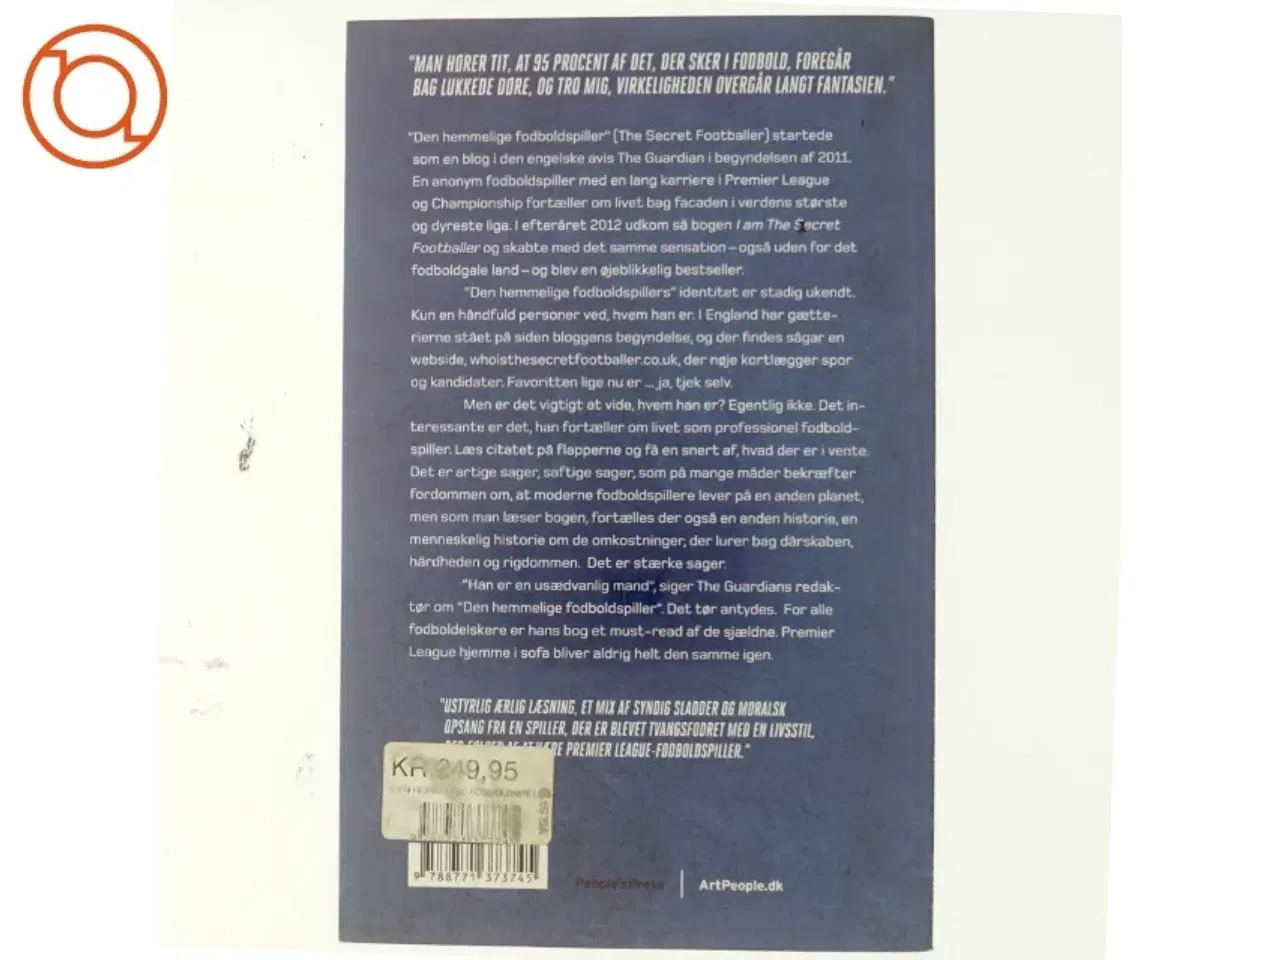 "MAN HØRER TIT, AT 95 PROCENT AF DET, DER SKER I FODBOLD, FOREGÅR
BAG LUKKEDE DØRE, OG TRO MIG, VIRKELIGHEDEN OVERGÅR LANGT FANTASIEN."
"Den hemmelige fodboldspiller" (The Secret Footballer) startede
som en blog i den engelske avis The Guardian i begyndelsen af 2011.
En anonym fodboldspiller med en lang karriere i Premier League
og Championship fortæller om livet bag facaden i verdens største
og dyreste liga. I efteråret 2012 udkom så bogen I am The Secret
Footballer og skabte med det samme sensation – også uden for det
fodboldgale land – og blev en øjeblikkelig bestseller.
"Den hemmelige fodboldspillers" identitet er stadig ukendt.
Kun en håndfuld personer ved, hvem han er. I England har gætte-
rierne stået på siden bloggens begyndelse, og der findes sågar en
webside, whoisthesecretfootballer.co.uk, der nøje kortlægger spor
og kandidater. Favoritten lige nu er ... ja, tjek selv.
Men er det vigtigt at vide, hvem han er? Egentlig ikke. Det in-
teressante er det, han fortæller om livet som professionel fodbold-
spiller. Læs citatet på flapperne og få en snert af, hvad der er i vente.
Det er artige sager, saftige sager, som på mange måder bekræfter
fordommen om, at moderne fodboldspillere lever på en anden planet,
men som man læser bogen, fortælles der også en anden historie, en
menneskelig historie om de omkostninger, der lurer bag dårskaben,
hårdheden og rigdommen. Det er stærke sager.
"Han er en usædvanlig mand", siger The Guardians redak-
tør om "Den hemmelige fodboldspiller". Det tør antydes. For alle
fodboldelskere er hans bog et must-read af de sjældne. Premier
League hjemme i sofa bliver aldrig helt den samme igen.
"USTYRLIG ÆRLIG LÆSNING, ET MIX AF SYNDIG SLADDER OG MORALSK
OPSANG FRA EN SPILLER, DER ER BLEVET TVANGSFODRET MED EN LIVSSTIL,
PREMIER LEAGUE-FODBOLDSPILLER."
KR 249,95
9 788771 373745
People'sPress
ArtPeople.dk